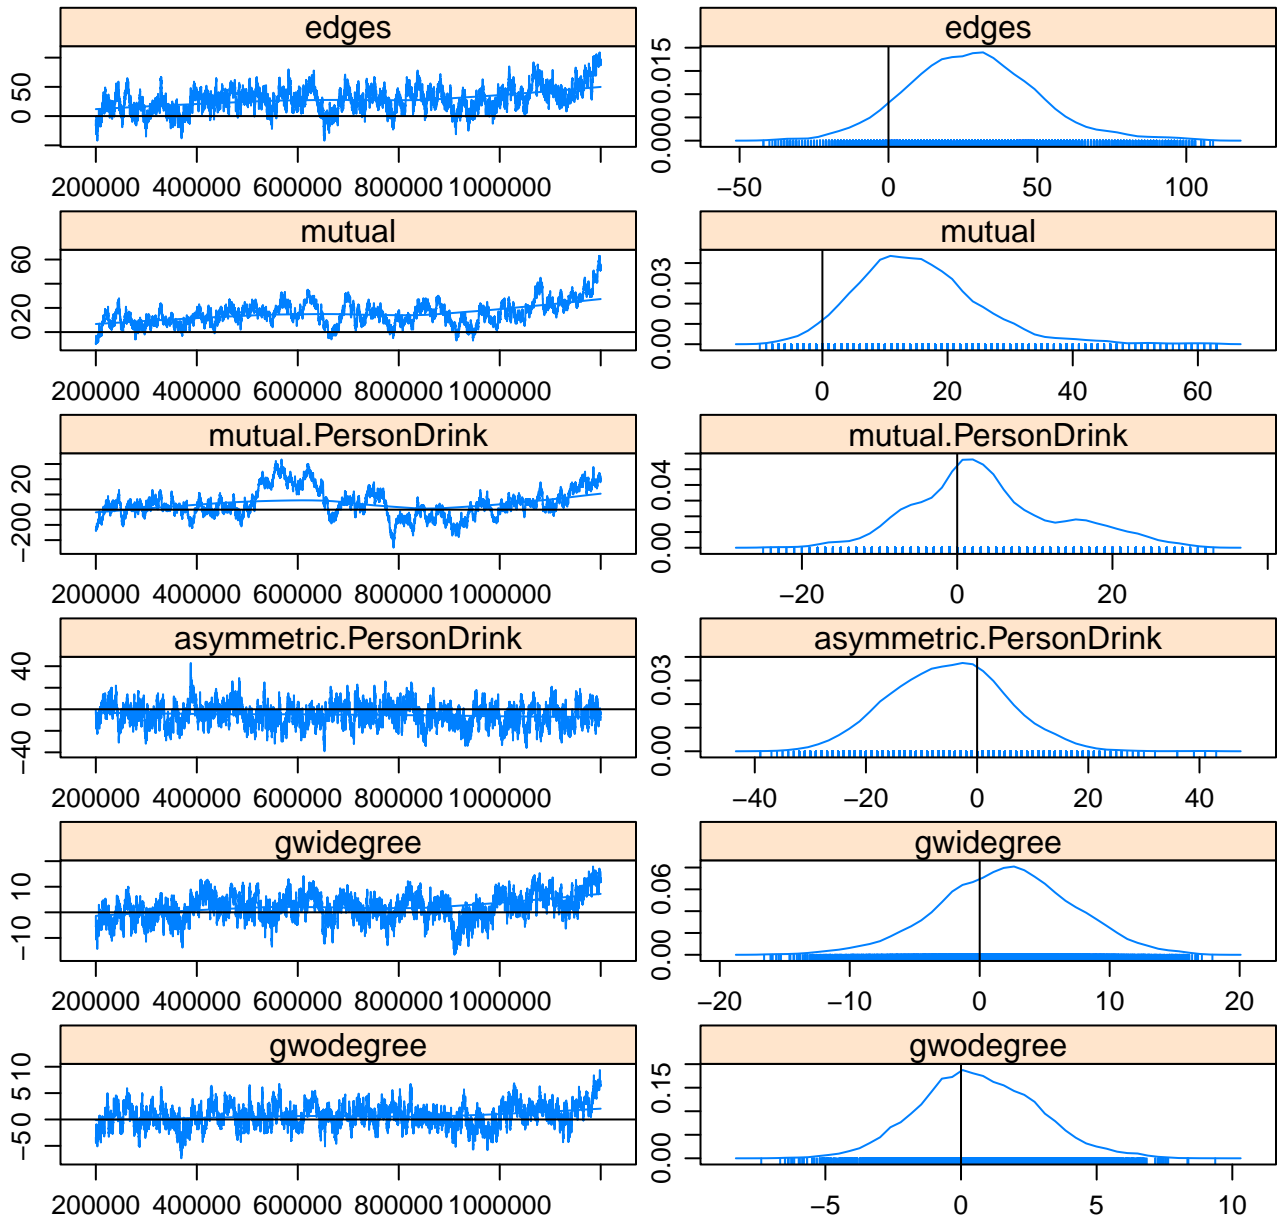 edges
edges
0 50
0.000 0.015
200000 400000 600000 800000 1000000
−50 0 50 100
mutual
mutual
0 20 60
0.00 0.03
200000 400000 600000 800000 1000000
0 20 40 60
mutual.PersonDrink
mutual.PersonDrink
−20 0 20
0.00 0.04
200000 400000 600000 800000 1000000
−20 0 20
asymmetric.PersonDrink
asymmetric.PersonDrink
−40 0 40
0.00 0.03
200000 400000 600000 800000 1000000
−40 −20 0 20 40
gwidegree
gwidegree
−10 10
0.00 0.06
200000 400000 600000 800000 1000000
−20 −10 0 10 20
gwodegree
gwodegree
−5 0 5 10
0.00 0.15
200000 400000 600000 800000 1000000
−5 0 5 10